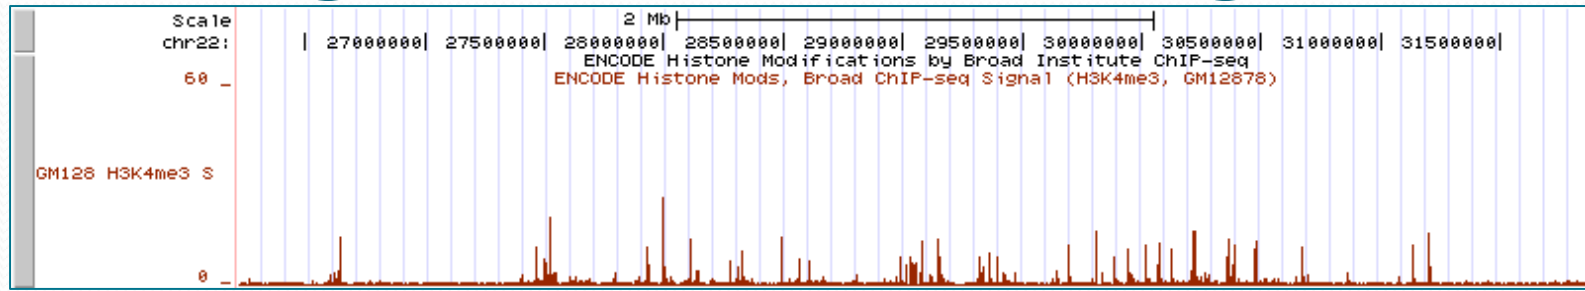 Scale 2 Mb
chr22: | 27000000| 27500000| 28000000| 28500000| 29000000| 29500000| 30000000| 30500000| 31000000| 31500000|
ENCODE Histone Modifications by Broad Institute ChIP-seq
60 _ ENCODE Histone Mods, Broad ChIP-seq Signal (H3K4me3, GM12878)
GM128 H3K4me3 S
0 _